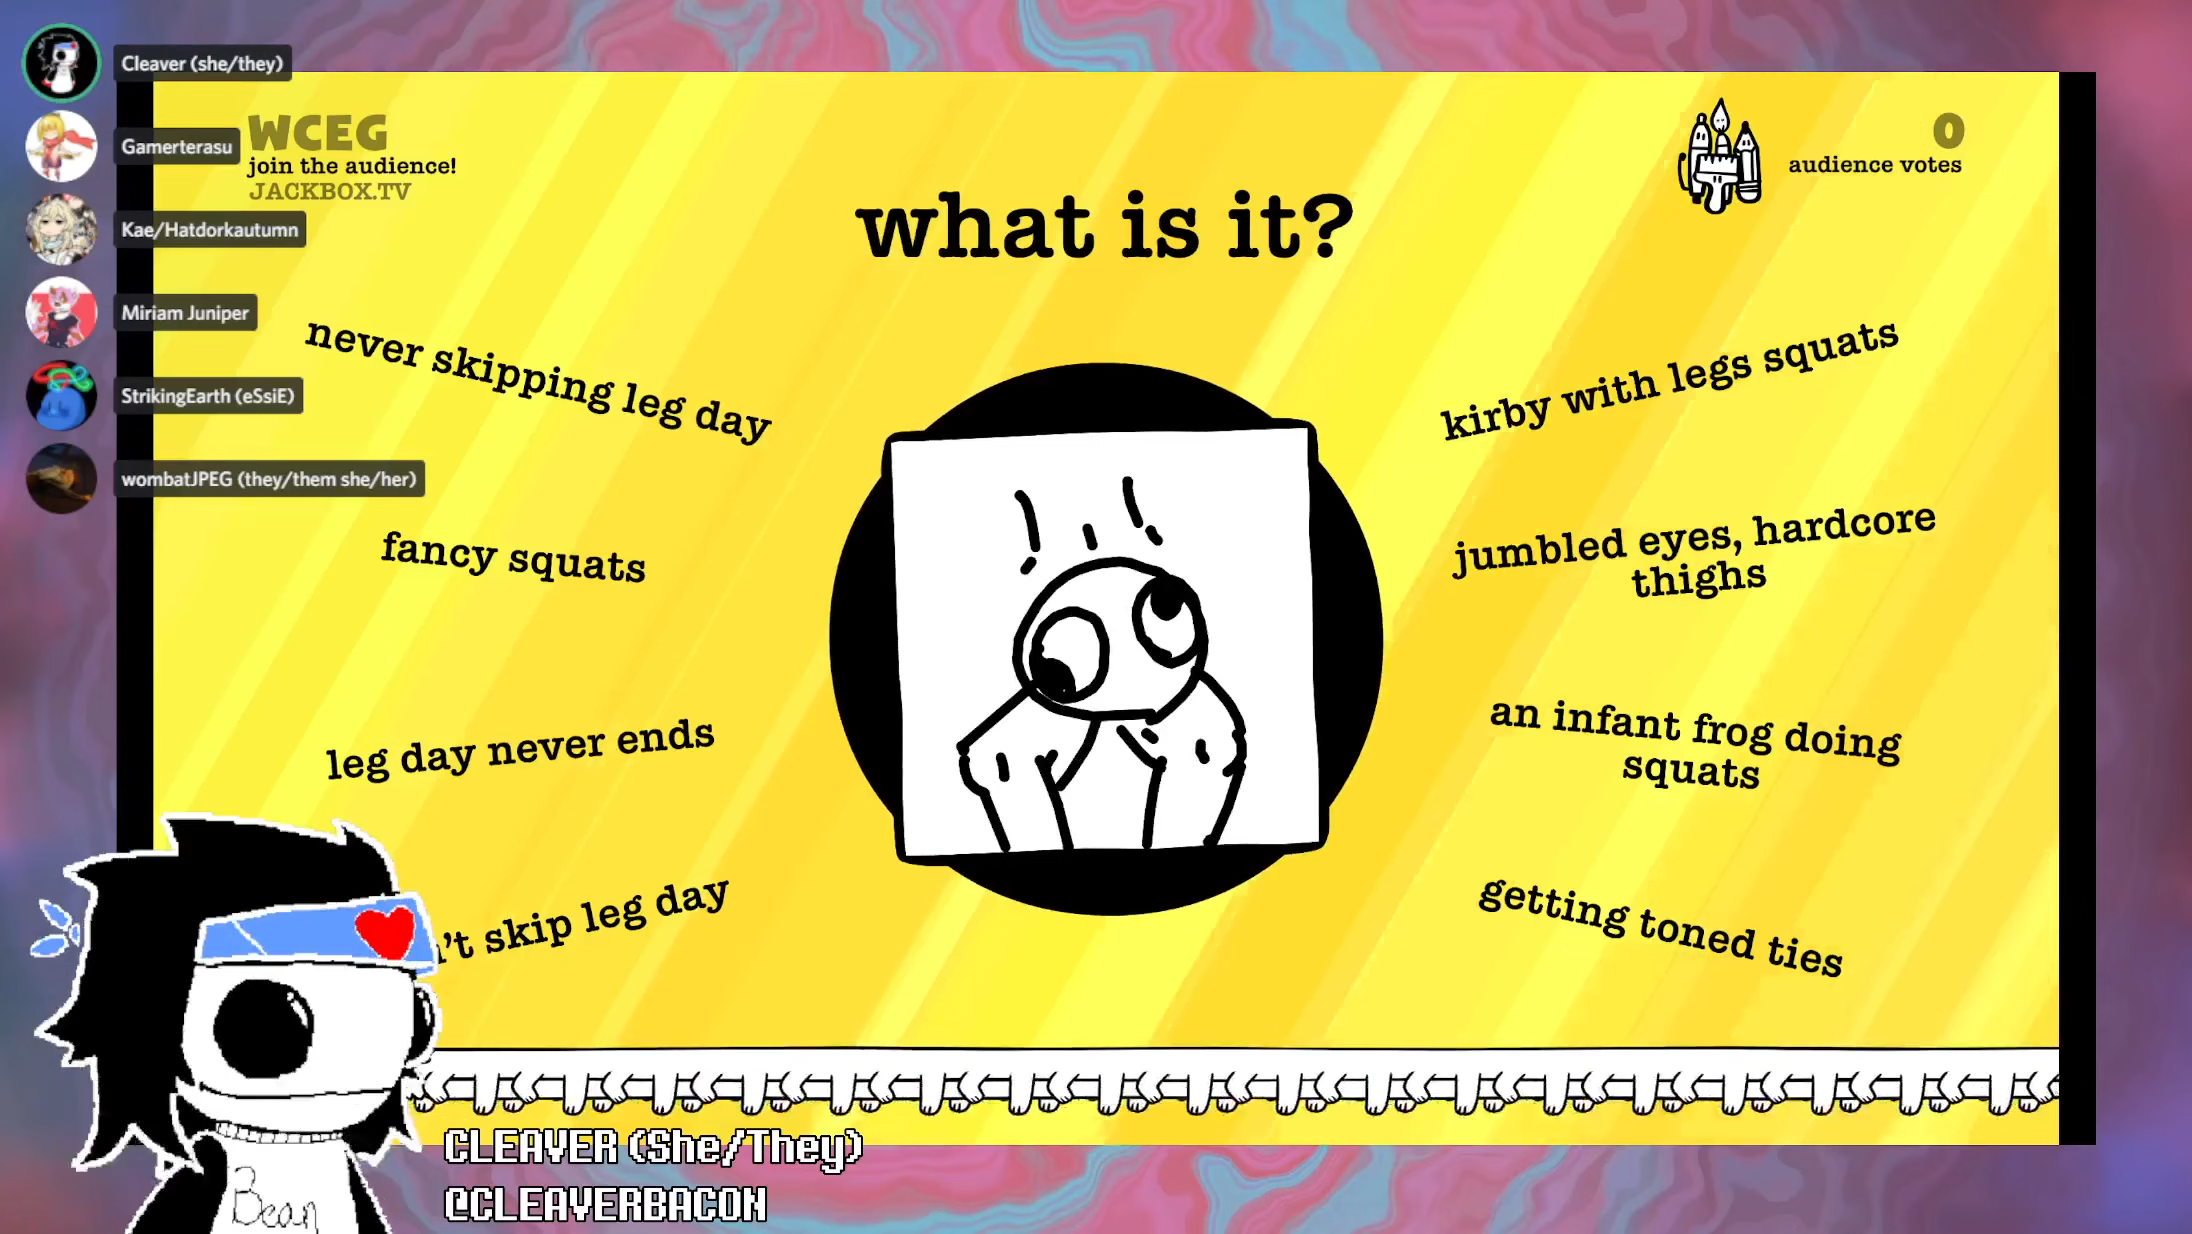 Cleaver (she/they)
Gamerterasu
Kae/Hatdorkautumn
Miriam Juniper
StrikingEarth (eSsiE)
wombatJPEG (they/them she/her)
WCEG
join the audience!
JACKBOX.TV
0
audience votes
what is it?
never skipping leg day
fancy squats
leg day never ends
't skip leg day
kirby with legs squats
jumbled eyes, hardcore
thighs
an infant frog doing
squats
getting toned ties
Bean
CLEAVER (She/They)
@CLEAVERBACON